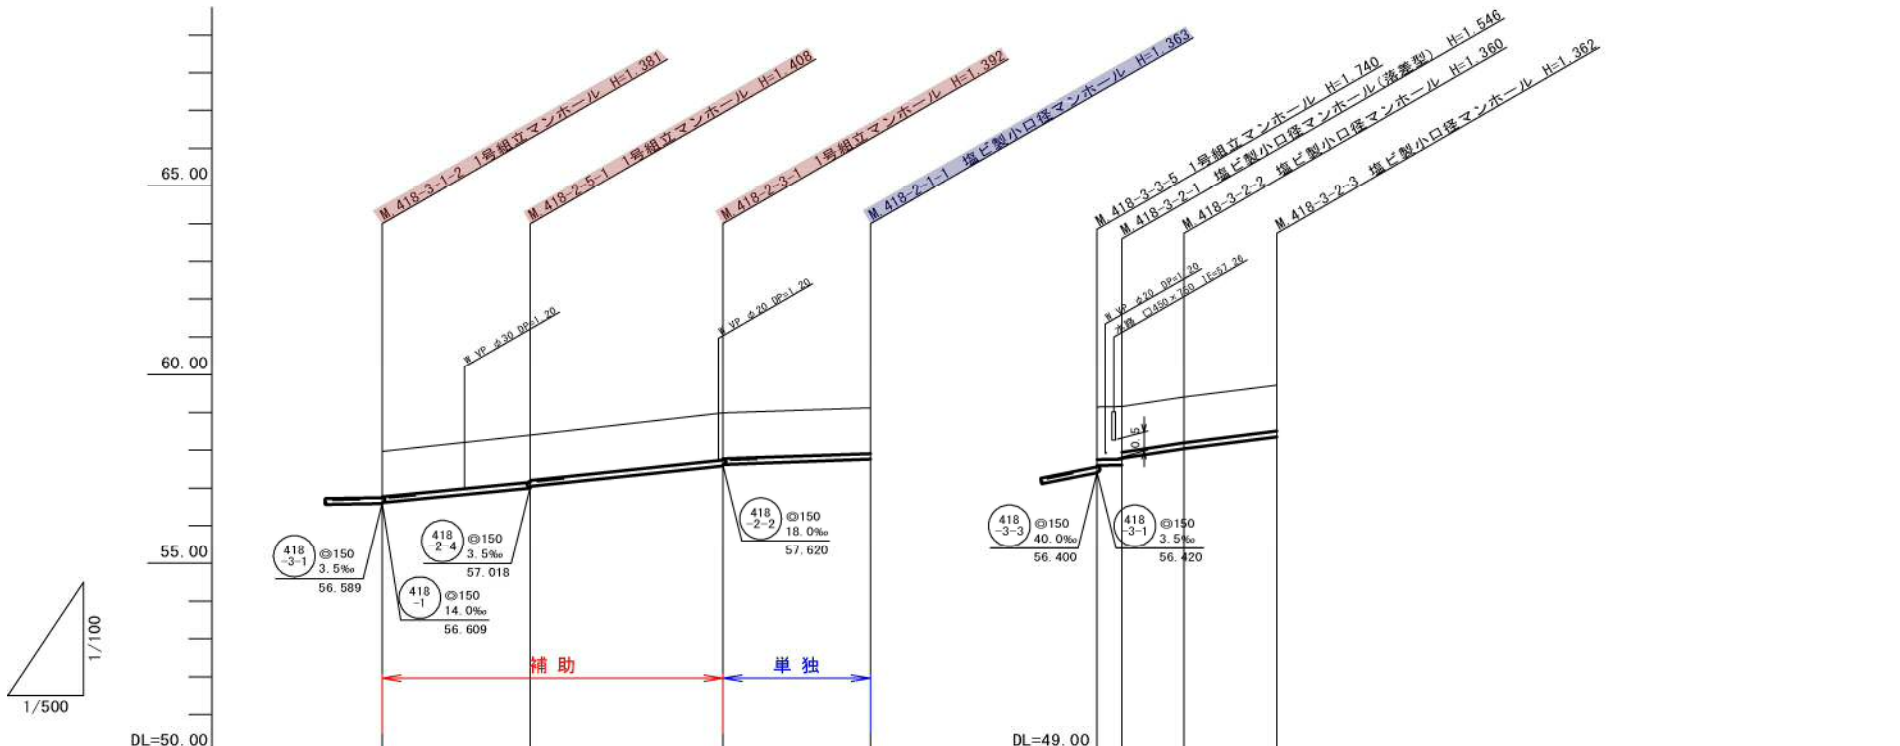 M.418-3-1-2 1号組立マンホール H=1.381
M.418-2-5-1 1号組立マンホール H=1.408
M.418-2-3-1 1号組立マンホール H=1.392
M.418-2-1-1 塩ビ製小口径マンホール H=1.363
M.418-3-3-5 1号組立マンホール H=1.740
M.418-3-2-1 塩ビ製小口径マンホール(落差型) H=1.546
M.418-3-2-2 塩ビ製小口径マンホール H=1.360
M.418-3-2-3 塩ビ製小口径マンホール H=1.362
65.00
60.00
55.00
DL=50.00
W VP φ30 DP=1.20
W VP φ20 DP=1.20
W VP φ20 DP=1.20
水路 口450×750 IE=57.26
418
-3-1
◎150
3.5‰
56.589
418
-1
◎150
14.0‰
56.609
418
-2-4
◎150
3.5‰
57.018
418
-2-2
◎150
18.0‰
57.620
418
-3-3
◎150
40.0‰
56.400
418
-3-1
◎150
3.5‰
56.420
補助
単独
1/100
1/500
DL=49.00